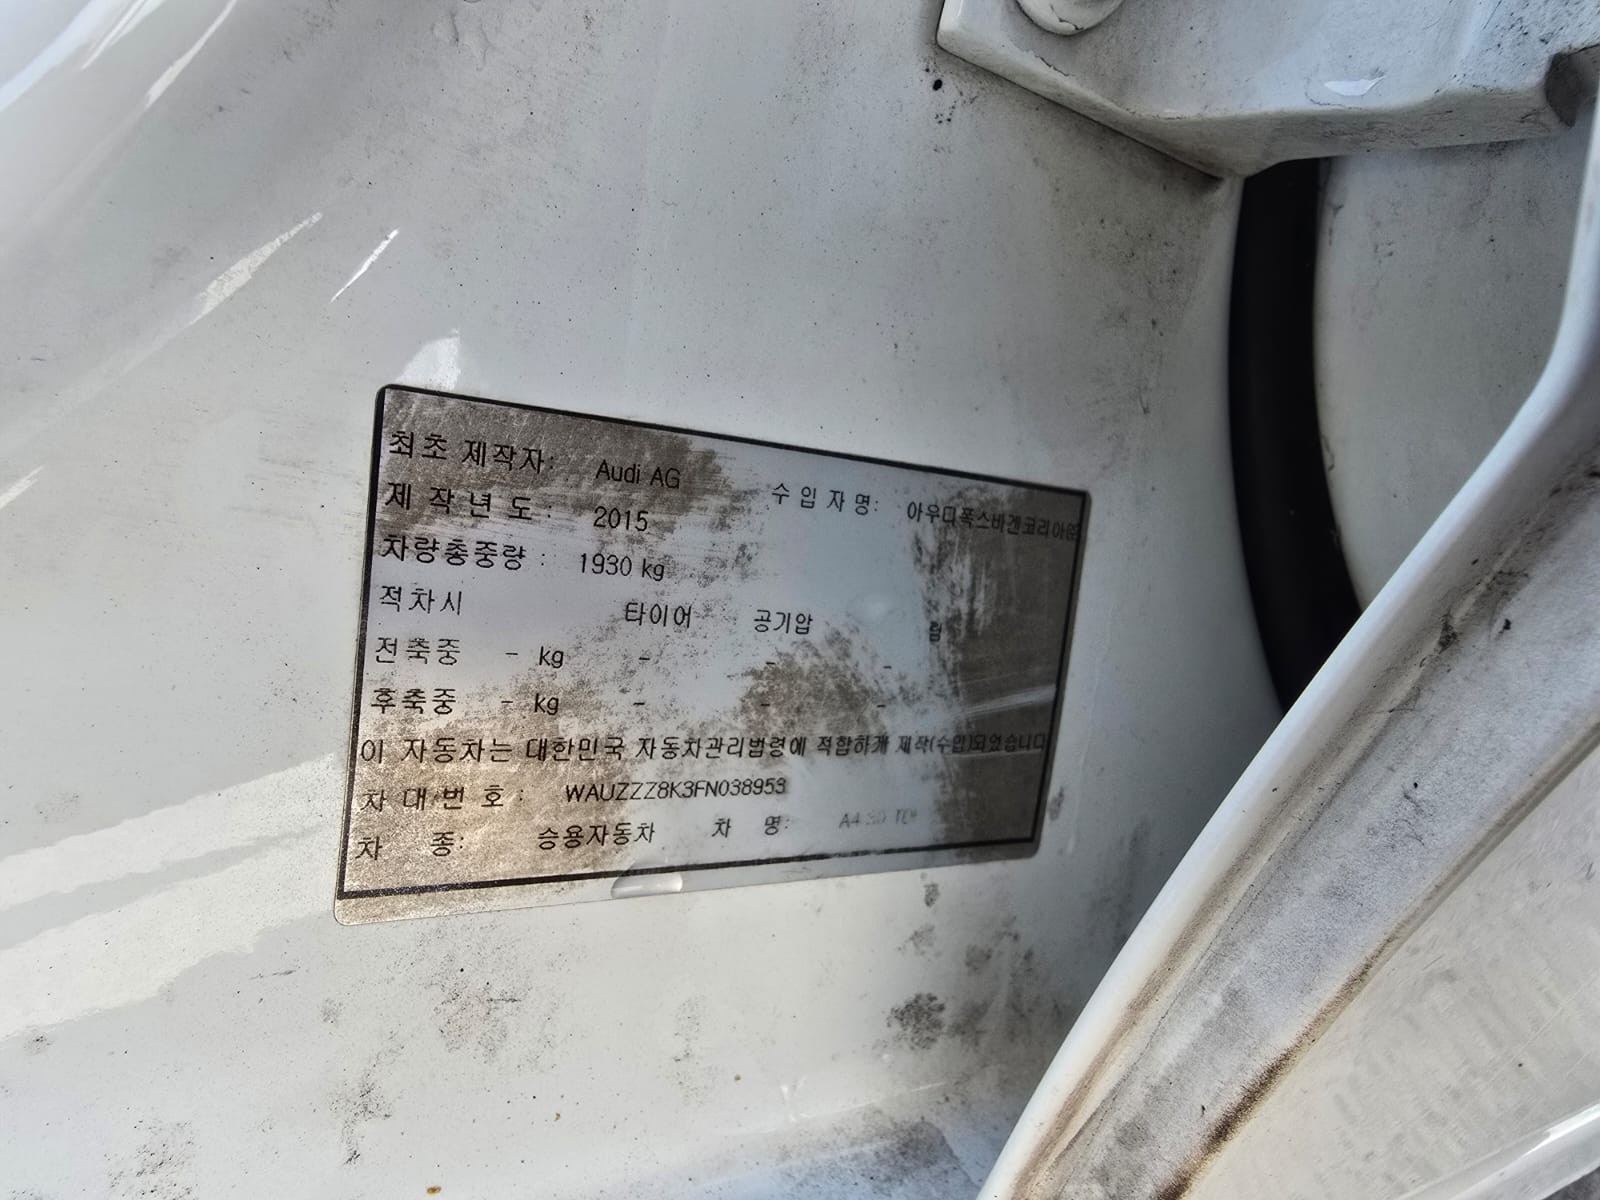 최초 제작자: Audi AG 수 입 자 명: 아우디폭스바겐코리아㈜
제 작 년 도 : 2015
차량총중량 : 1930 kg
적차시 타이어 공기압 림
전축중 - kg - - -
후축중 - kg - - -
이 자동차는 대한민국 자동차관리법령에 적합하게 제작(수입)되었습니다
차 대 번 호 : WAUZZZ8K3FN038953
차 종: 승용자동차 차 명: A4